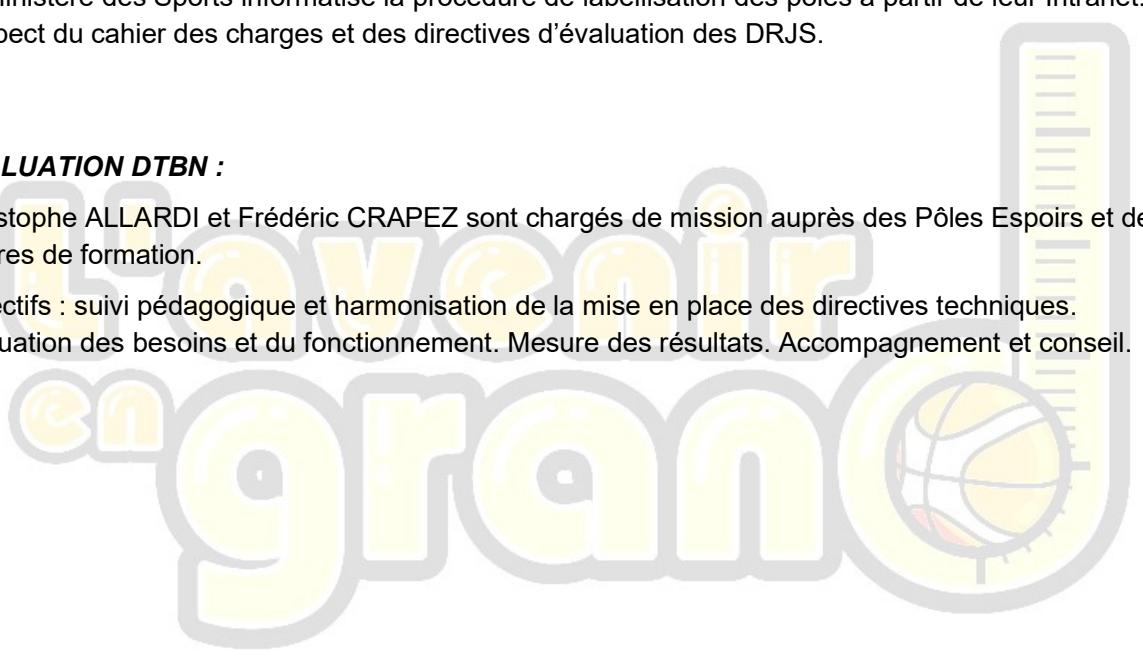 inistère des Sports informatise la procédure de labellisation des pôles à partir de leur Intranet.
pect du cahier des charges et des directives d’évaluation des DRJS.
LUATION DTBN :
stophe ALLARDI et Frédéric CRAPEZ sont chargés de mission auprès des Pôles Espoirs et de
res de formation.
ectifs : suivi pédagogique et harmonisation de la mise en place des directives techniques.
uation des besoins et du fonctionnement. Mesure des résultats. Accompagnement et conseil.
L'avenir
en
grand